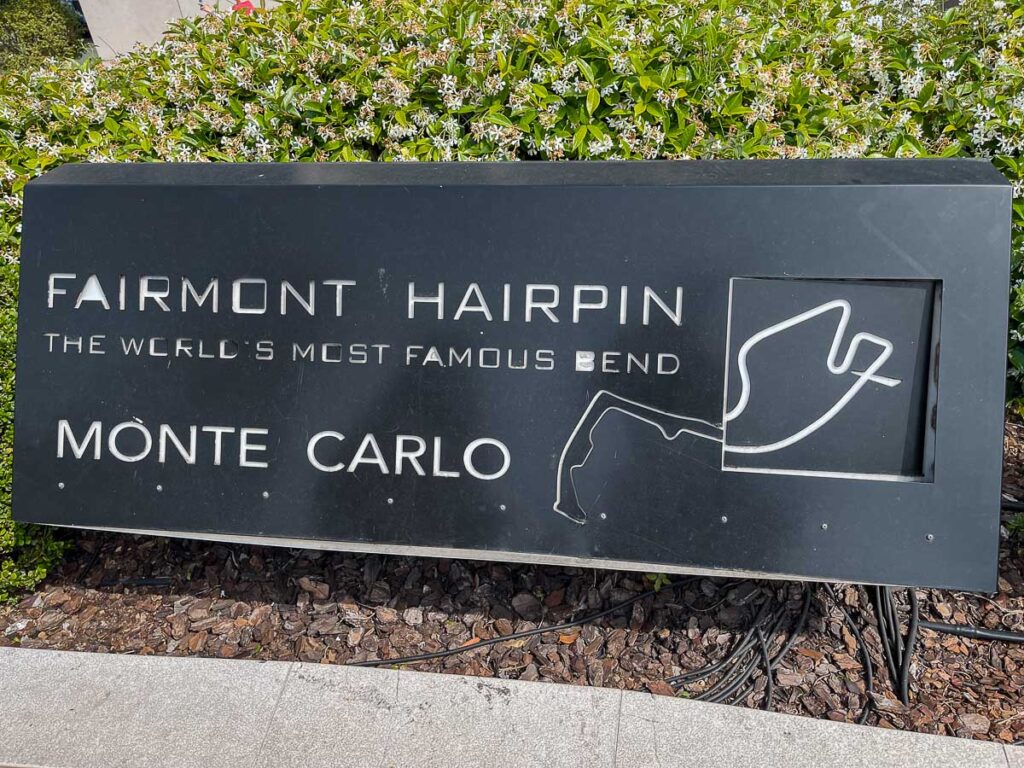 FAIRMONT HAIRPIN
THE WORLD'S MOST FAMOUS BEND
MONTE CARLO